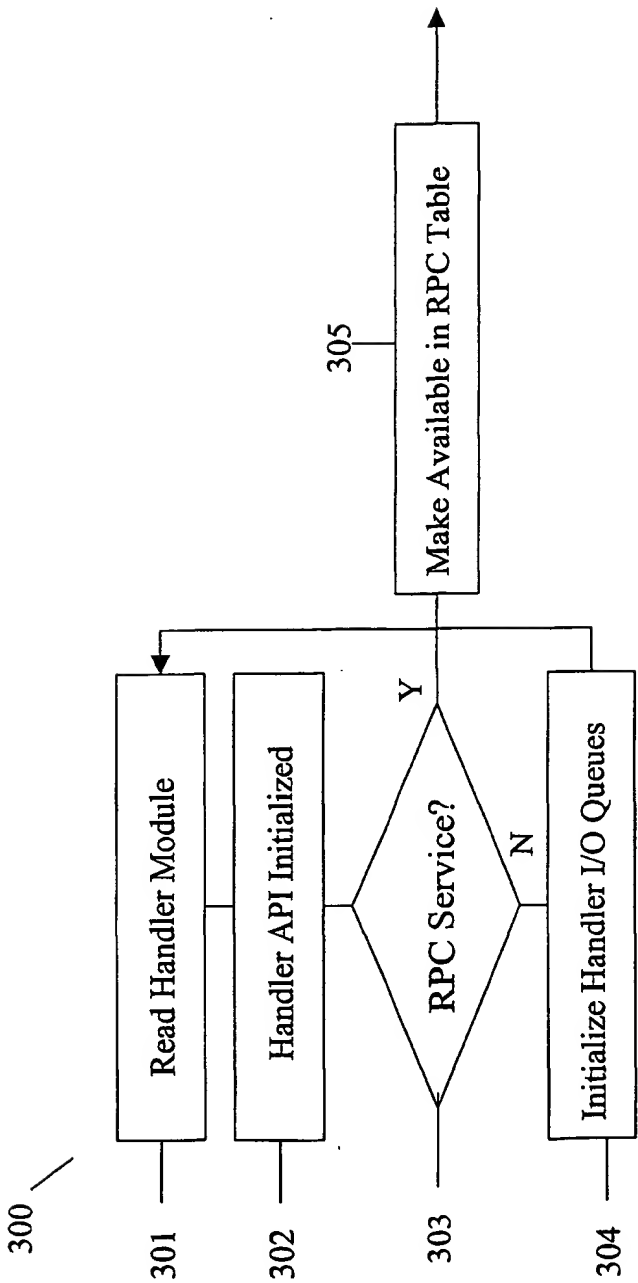 300
301
Read Handler Module
302
Handler API Initialized
303
RPC Service?
Y
N
305
Make Available in RPC Table
304
Initialize Handler I/O Queues